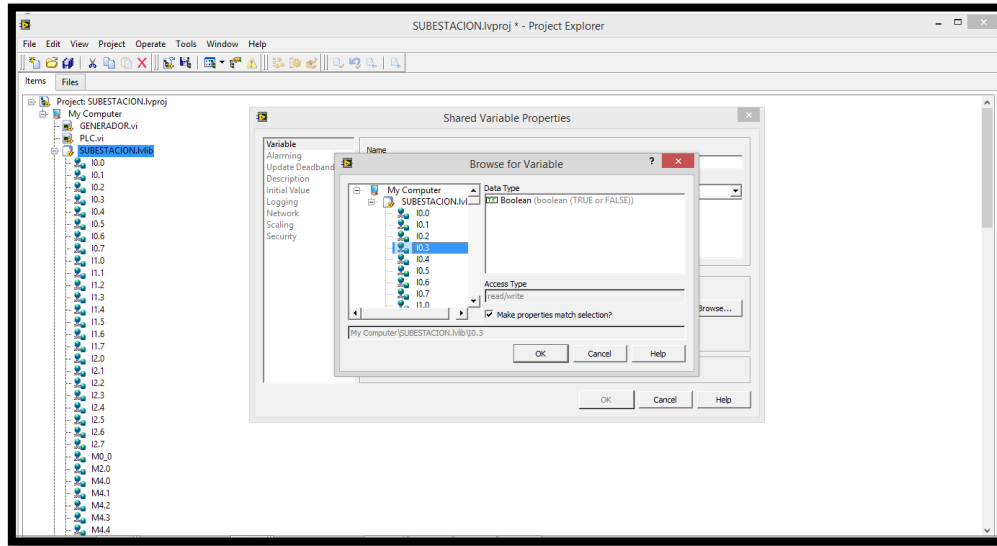 SUBESTACION.lvproj * - Project Explorer
File Edit View Project Operate Tools Window Help
Items Files
Project: SUBESTACION.lvproj
My Computer
GENERADOR.vi
PLC.vi
SUBESTACION.lvlib
I0.0
I0.1
I0.2
I0.3
I0.4
I0.5
I0.6
I0.7
I1.0
I1.1
I1.2
I1.3
I1.4
I1.5
I1.6
I1.7
I2.0
I2.1
I2.2
I2.3
I2.4
I2.5
I2.6
I2.7
M0_0
M2.0
M4.0
M4.1
M4.2
M4.3
M4.4
Shared Variable Properties
Variable
Alarming
Update Deadband
Description
Initial Value
Logging
Network
Scaling
Security
Name
Browse...
OK Cancel Help
Browse for Variable ?
My Computer
SUBESTACION.lvl
I0.0
I0.1
I0.2
I0.3
I0.4
I0.5
I0.6
I0.7
I1.0
Data Type
Boolean (boolean (TRUE or FALSE))
Access Type
read/write
Make properties match selection?
My Computer\SUBESTACION.lvlib\I0.3
OK Cancel Help